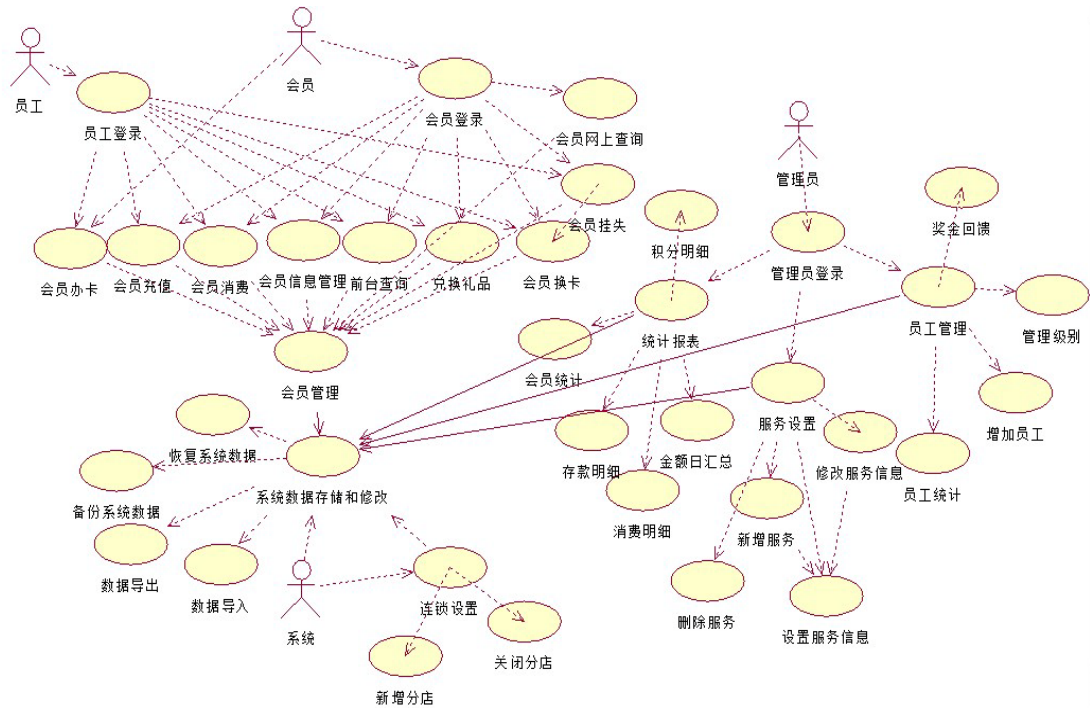 员工
会员
员工登录
会员登录
会员网上查询
管理员
会员挂失
积分明细
奖金回馈
管理员登录
会员办卡
会员充值
会员消费
会员信息管理
前台查询
兑换礼品
会员换卡
统计报表
员工管理
管理级别
会员统计
会员管理
服务设置
增加员工
恢复系统数据
存款明细
金额日汇总
修改服务信息
备份系统数据
系统数据存储和修改
员工统计
消费明细
新增服务
数据导出
数据导入
连锁设置
系统
删除服务
设置服务信息
关闭分店
新增分店